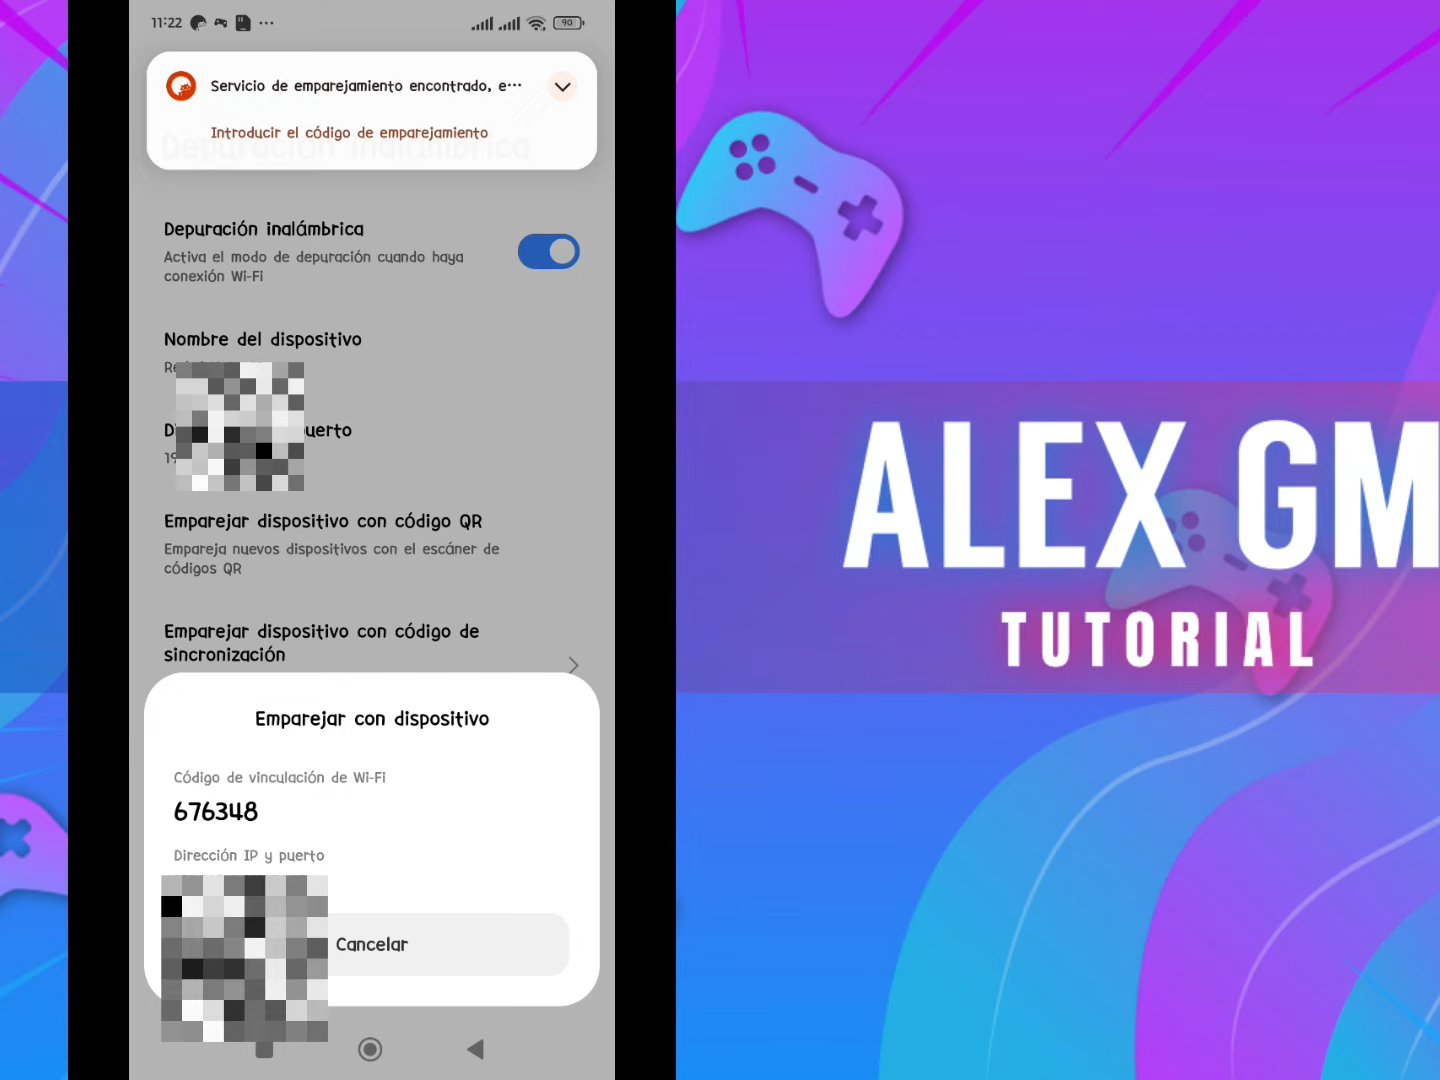 11:22
90
Servicio de emparejamiento encontrado, e...
Introducir el código de emparejamiento
Depuración inalámbrica
Depuración inalámbrica
Activa el modo de depuración cuando haya
conexión Wi-Fi
Nombre del dispositivo
Emparejar dispositivo con código QR
Empareja nuevos dispositivos con el escáner de
códigos QR
Emparejar dispositivo con código de
sincronización
Emparejar con dispositivo
Código de vinculación de Wi-Fi
676348
Dirección IP y puerto
Cancelar
ALEX GM
TUTORIAL